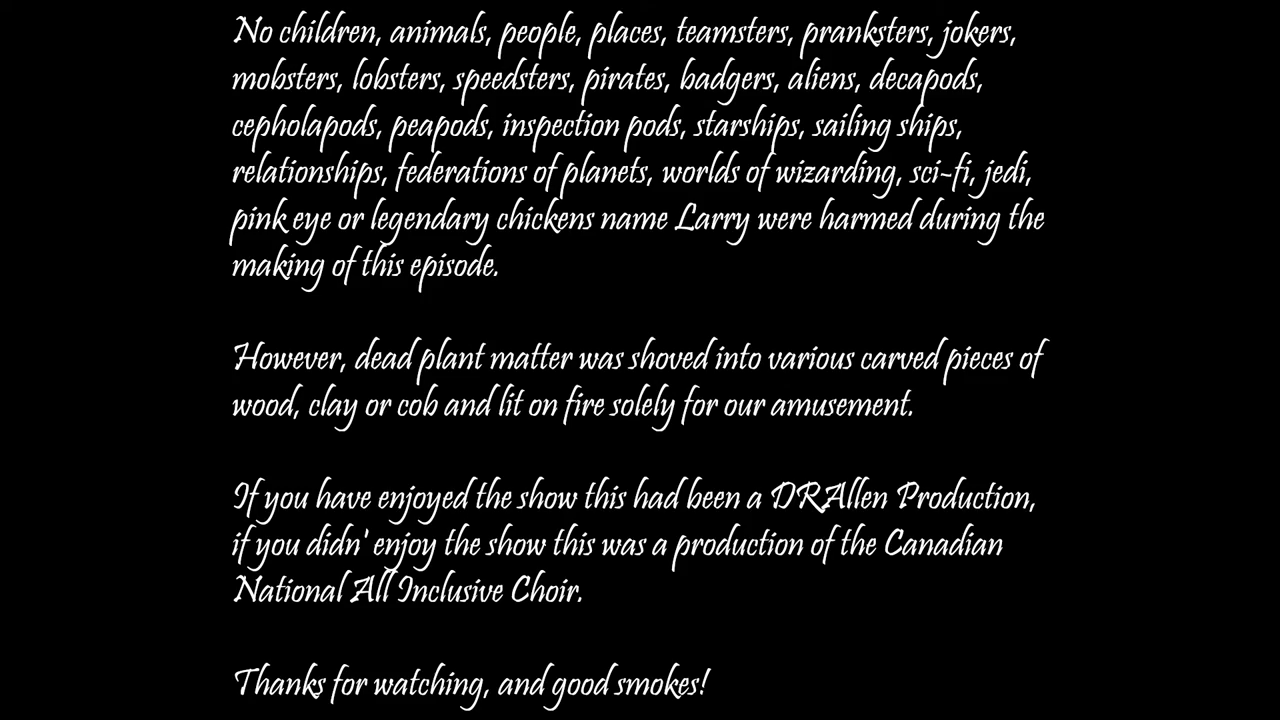 No children, animals, people, places, teamsters, pranksters, jokers,
mobsters, lobsters, speedsters, pirates, badgers, aliens, decapods,
cepholapods, peapods, inspection pods, starships, sailing ships,
relationships, federations of planets, worlds of wizarding, sci-fi, jedi,
pink eye or legendary chickens name Larry were harmed during the
making of this episode.
However, dead plant matter was shoved into various carved pieces of
wood, clay or cob and lit on fire solely for our amusement.
If you have enjoyed the show this had been a DRAllen Production,
if you didn' enjoy the show this was a production of the Canadian
National All Inclusive Choir.
Thanks for watching, and good smokes!